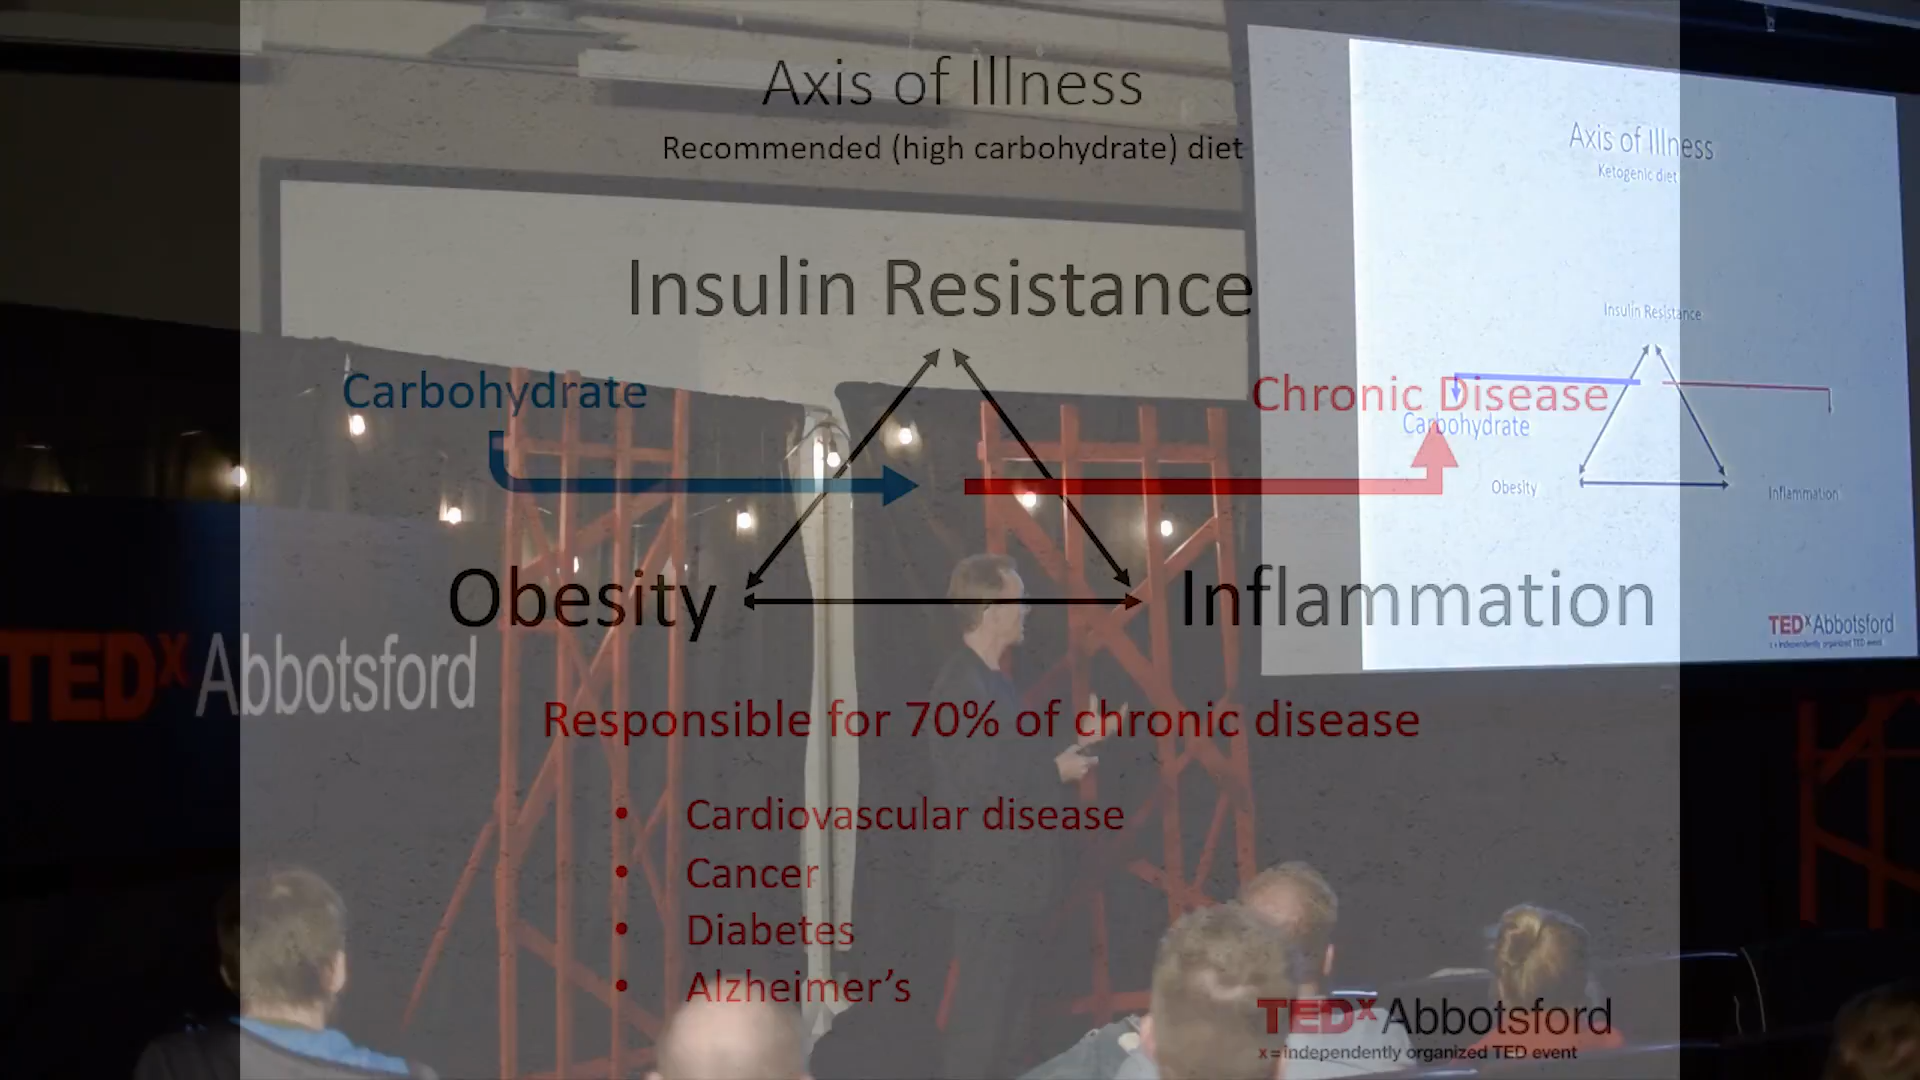 Axis of Illness
Recommended (high carbohydrate) diet
Insulin Resistance
Carbohydrate
Chronic Disease
Obesity
Inflammation
Responsible for 70% of chronic disease
• Cardiovascular disease
• Cancer
• Diabetes
• Alzheimer's
TEDxAbbotsford
x = independently organized TED event
TEDxAbbotsford
Axis of Illness
Ketogenic diet
Insulin Resistance
Carbohydrate
Obesity
Inflammation
TEDxAbbotsford
x = independently organized TED event